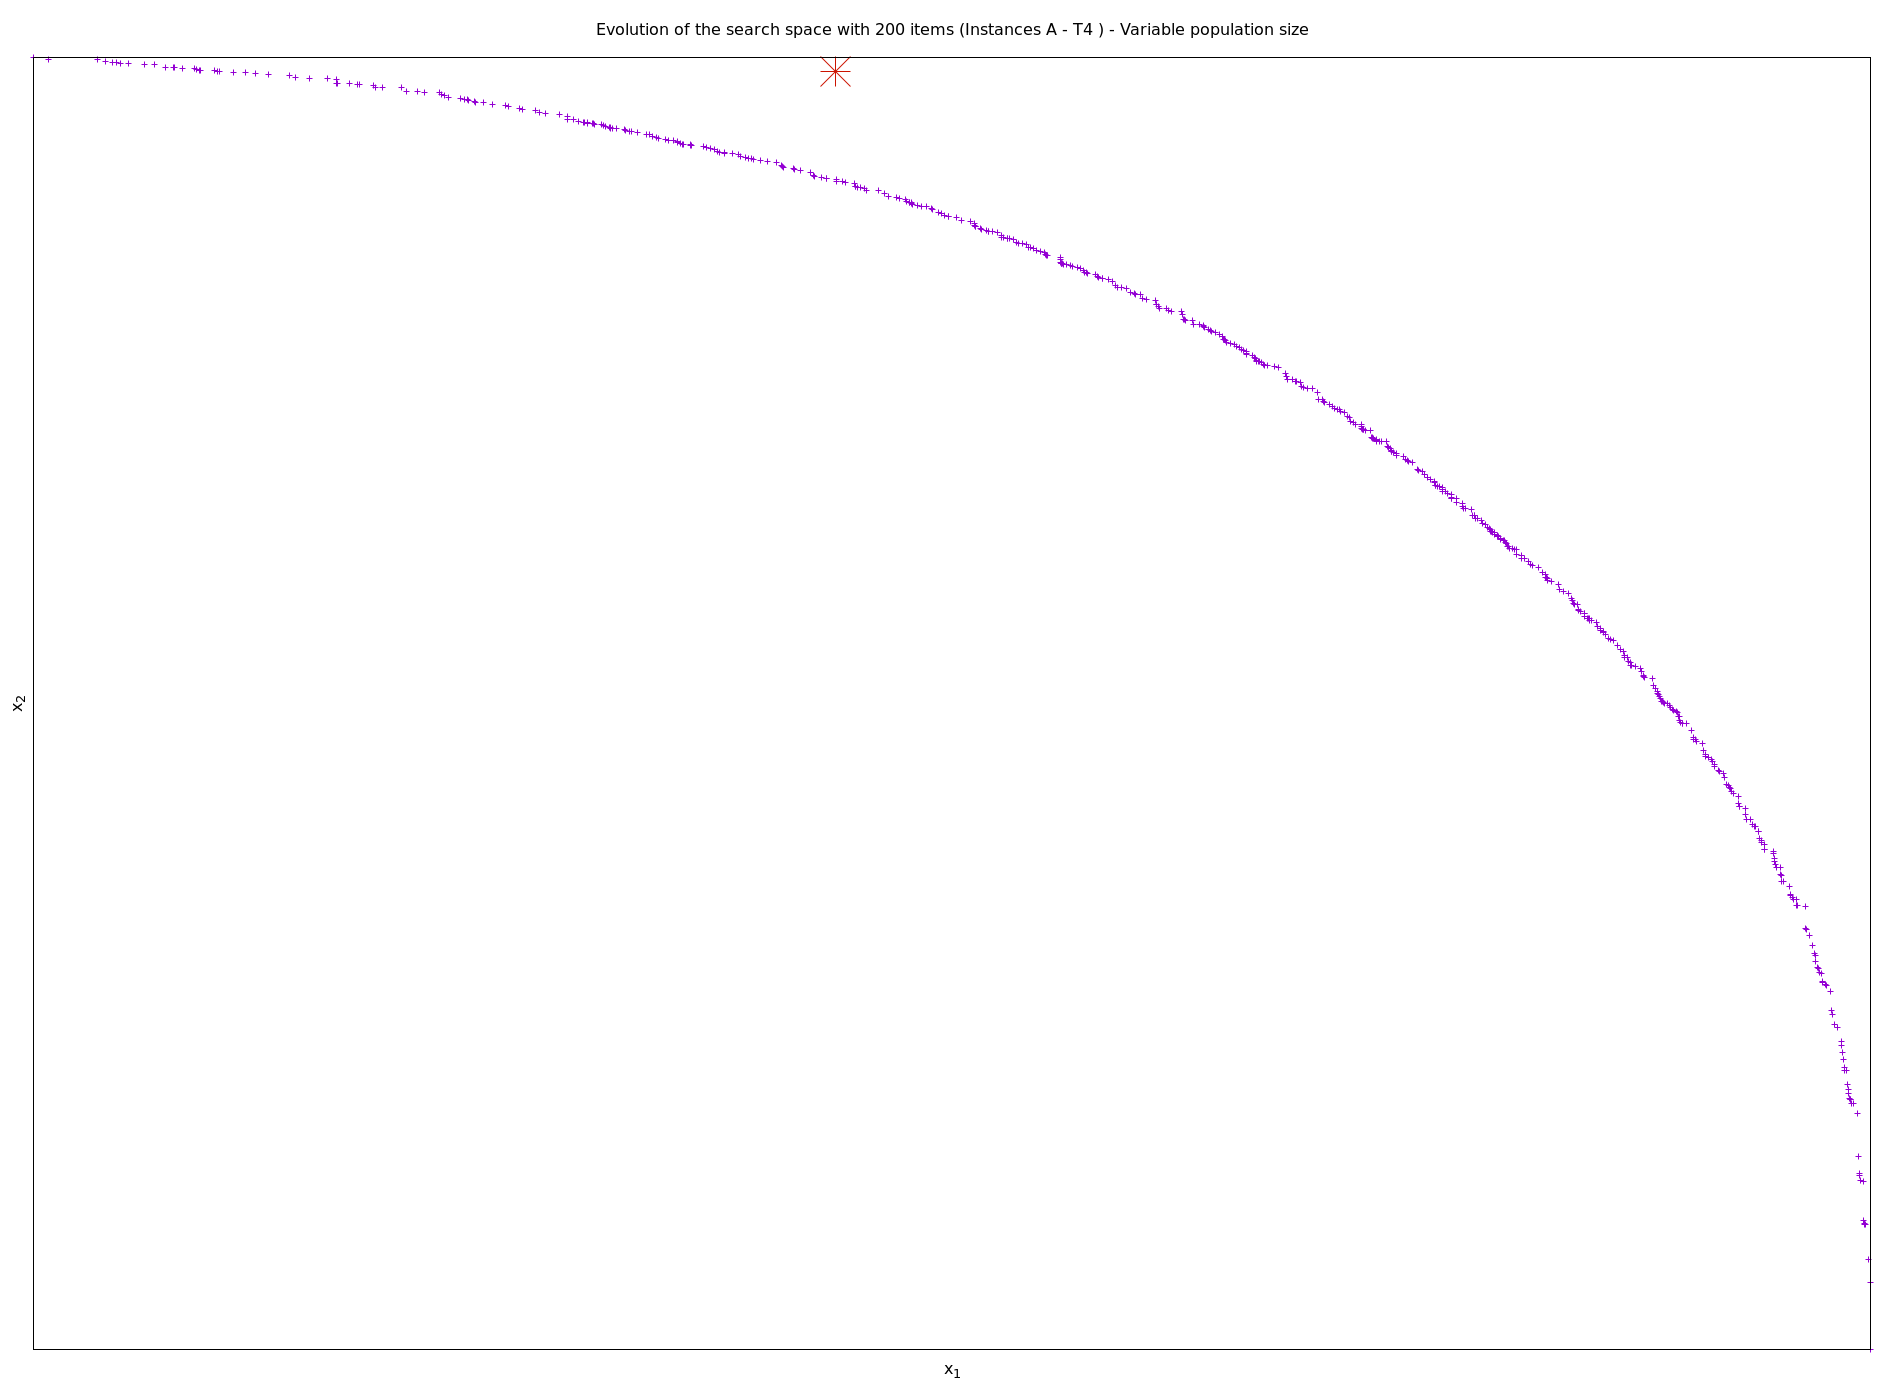 Evolution of the search space with 200 items (Instances A - T4 ) - Variable population size
x2
x1